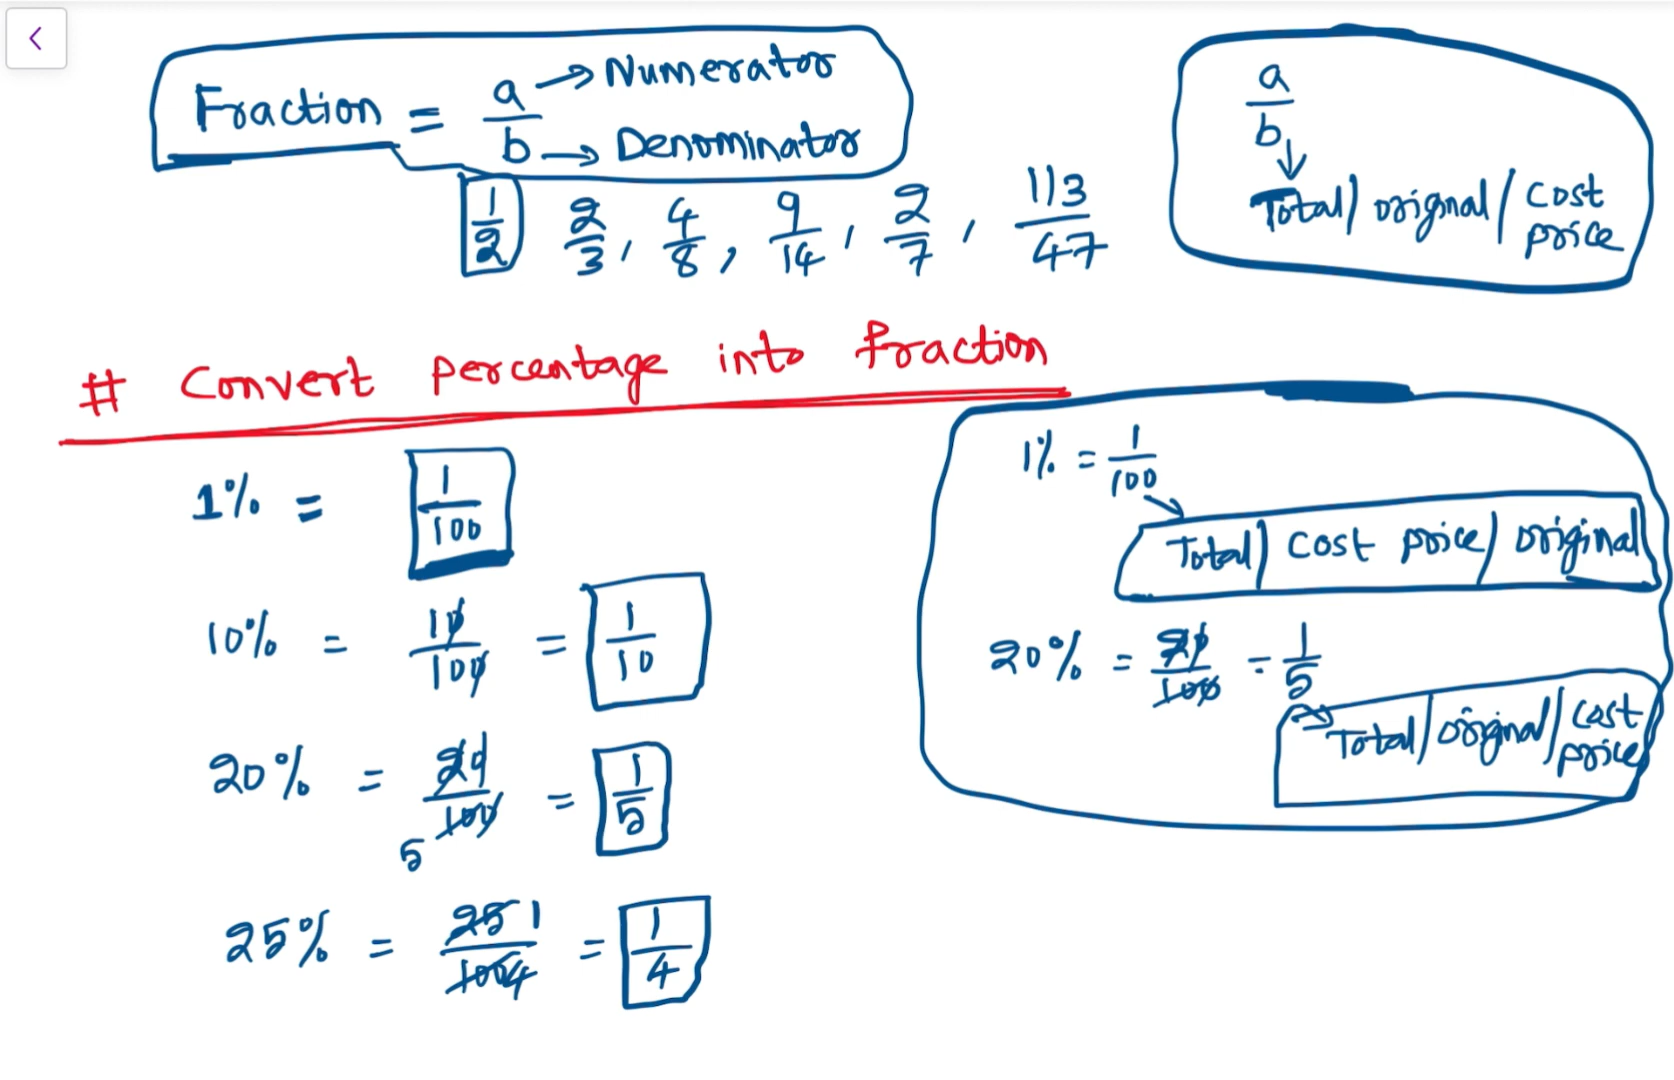 Fraction = a/b → Numerator
→ Denominator
1/2 2/3, 4/8, 9/14, 2/7, 113/47
a/b
↓
Total/original/cost price
# Convert percentage into fraction
1% = 1/100
10% = 10/100 = 1/10
20% = 20/100 5 = 1/5
25% = 25 1/100 4 = 1/4
1% = 1/100
→ Total/cost price/original
20% = 20/100 = 1/5
→ Total/original/cost price